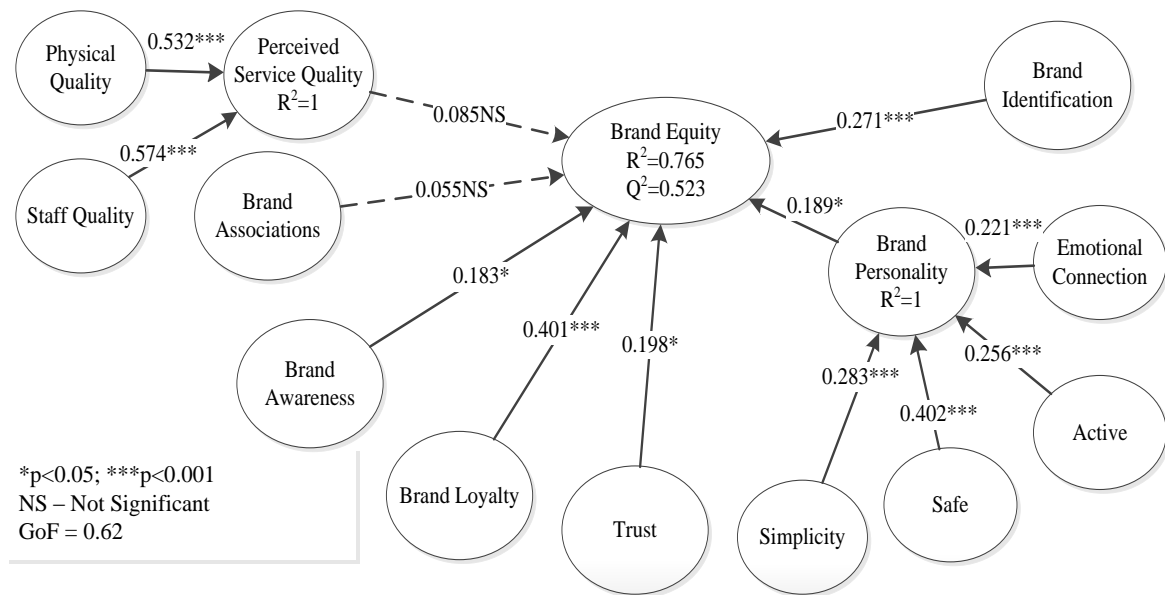 Physical
Quality
0.532***
Perceived
Service Quality
R²=1
0.574***
Staff Quality
0.085NS
Brand
Associations
0.055NS
Brand Equity
R²=0.765
Q²=0.523
0.271***
Brand
Identification
0.189*
Brand
Personality
R²=1
0.221***
Emotional
Connection
0.183*
Brand
Awareness
0.401***
Brand Loyalty
0.198*
Trust
0.283***
Simplicity
0.402***
Safe
0.256***
Active
*p<0.05; ***p<0.001
NS – Not Significant
GoF = 0.62